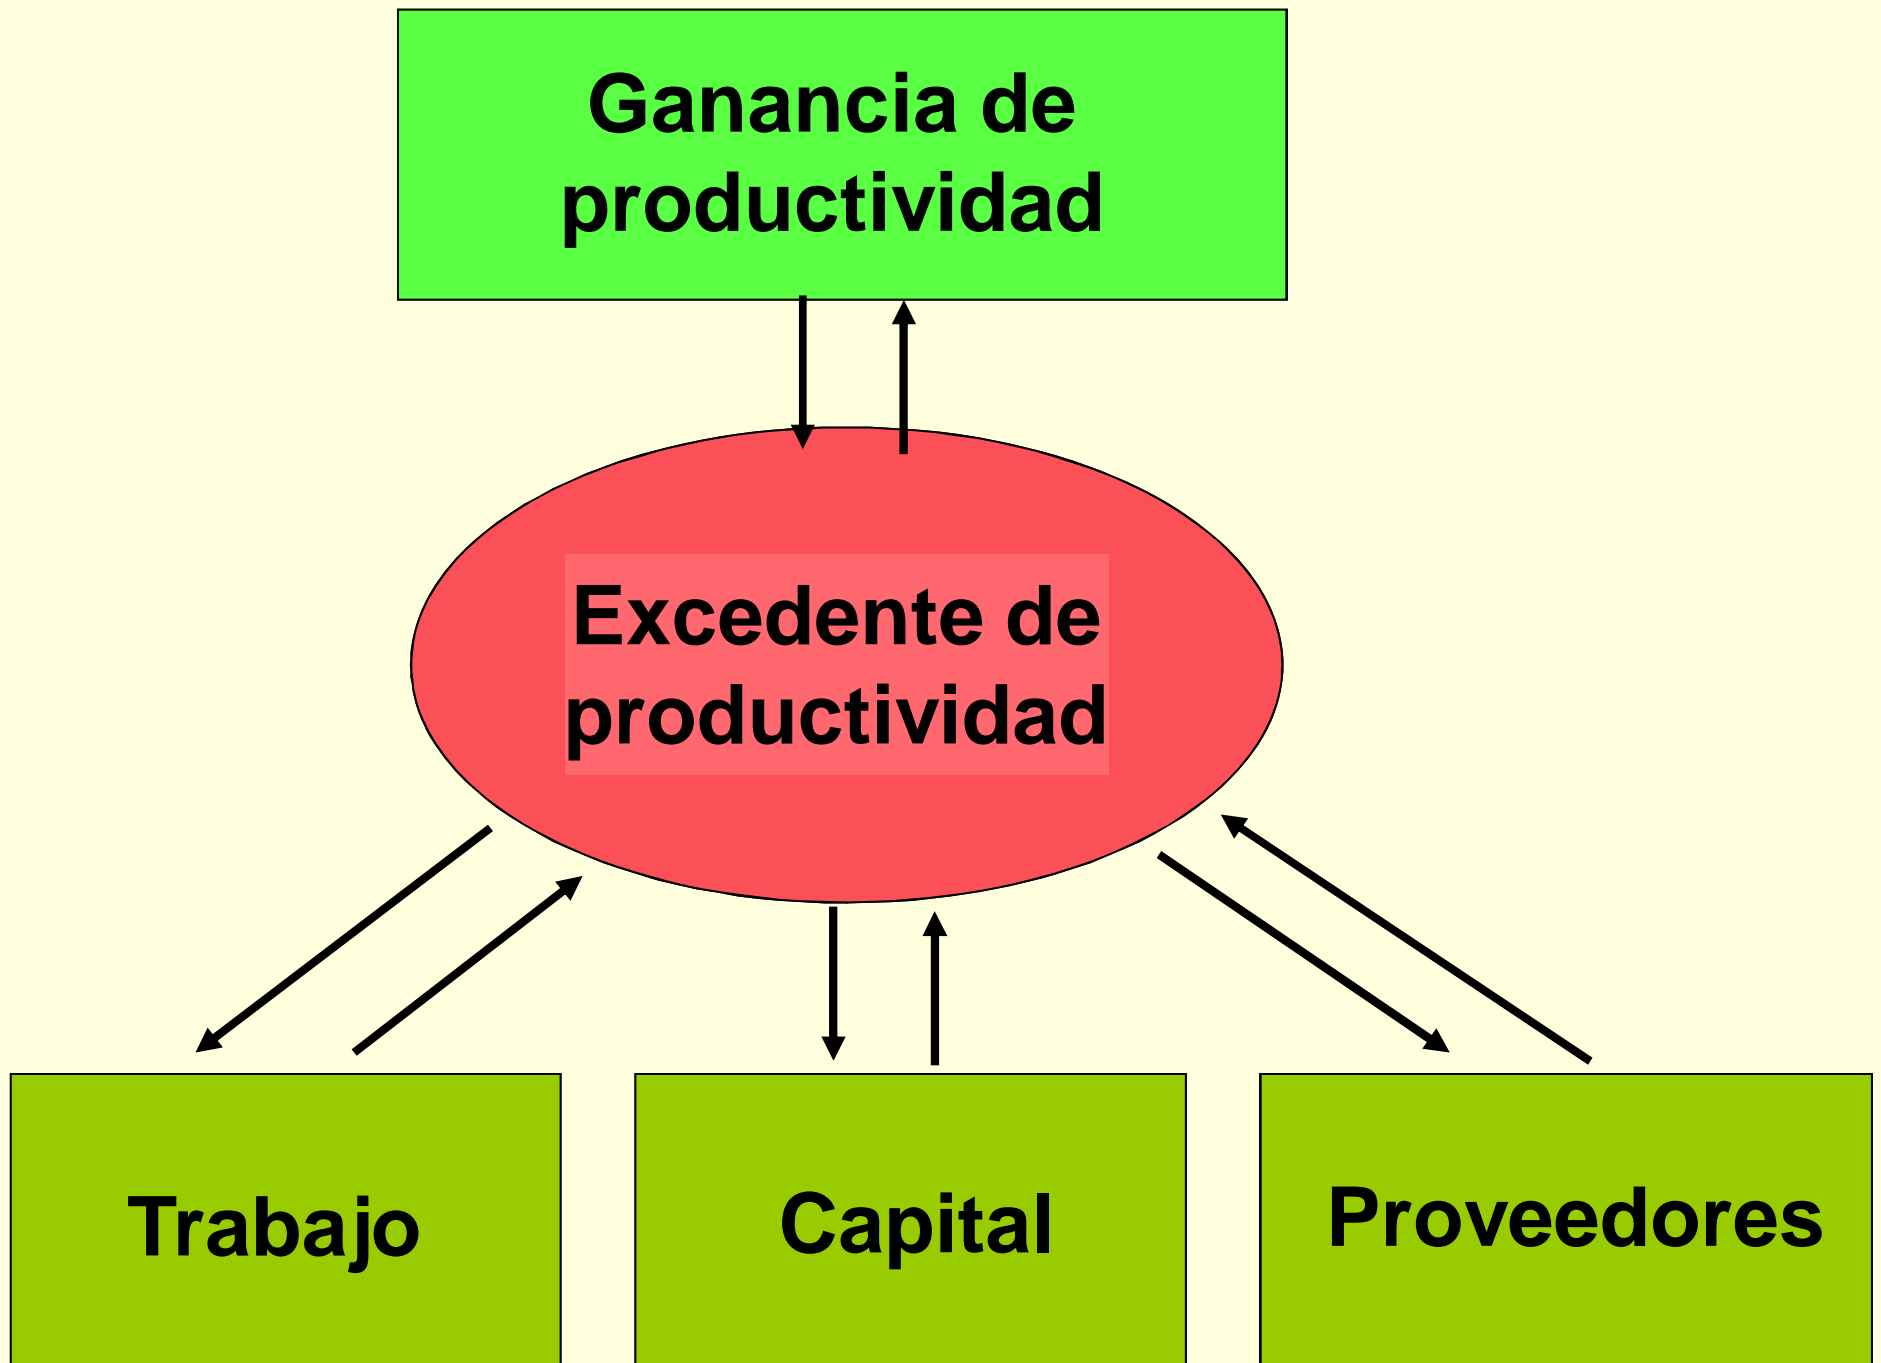 Ganancia de
productividad
Excedente de
productividad
Trabajo
Capital
Proveedores